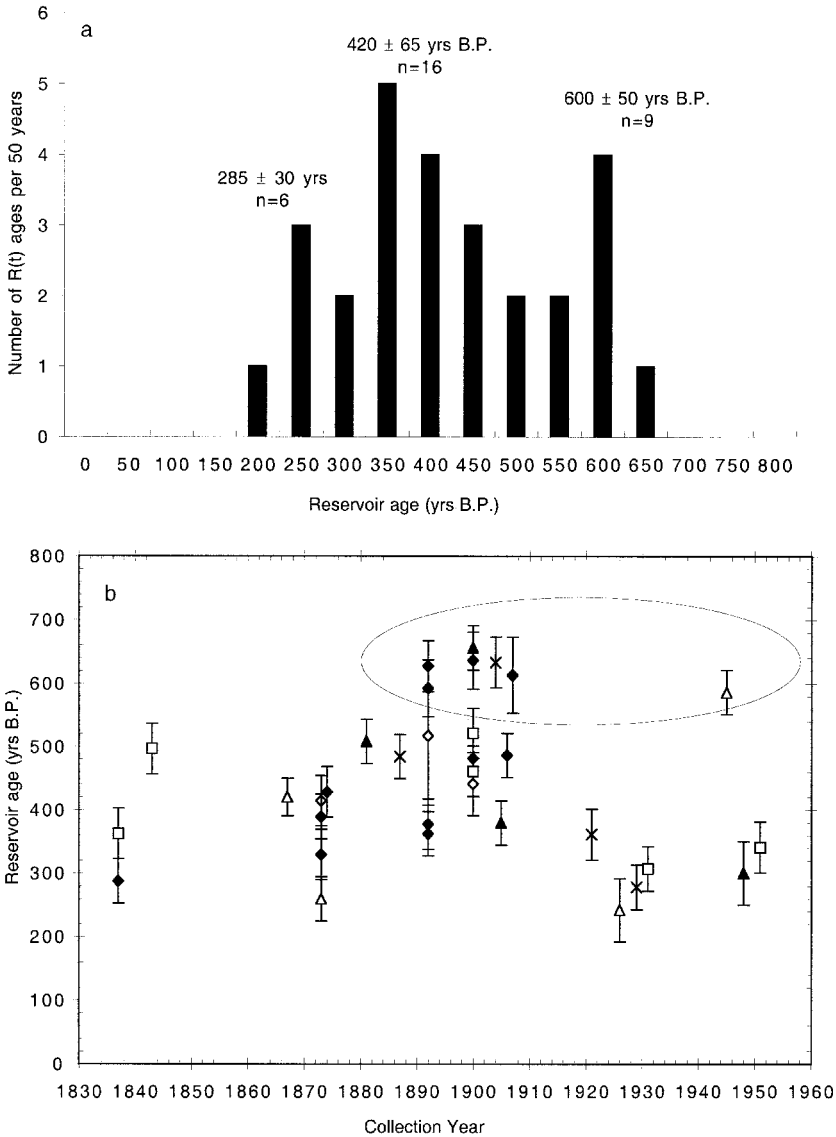 a
6
5
4
3
2
1
0
Number of R(t) ages per 50 years
285 ± 30 yrs
n=6
420 ± 65 yrs B.P.
n=16
600 ± 50 yrs B.P.
n=9
0 50 100 150 200 250 300 350 400 450 500 550 600 650 700 750 800
Reservoir age (yrs B.P.)
b
800
700
600
500
400
300
200
100
0
Reservoir age (yrs B.P.)
1830 1840 1850 1860 1870 1880 1890 1900 1910 1920 1930 1940 1950 1960
Collection Year